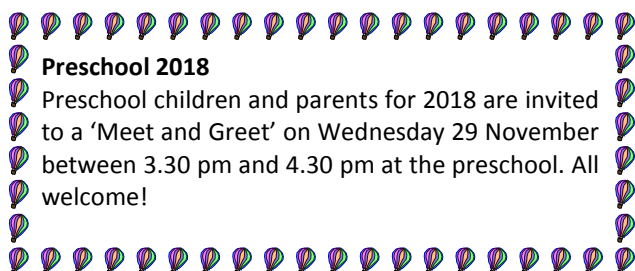 Preschool 2018
Preschool children and parents for 2018 are invited
to a ‘Meet and Greet’ on Wednesday 29 November
between 3.30 pm and 4.30 pm at the preschool. All
welcome!